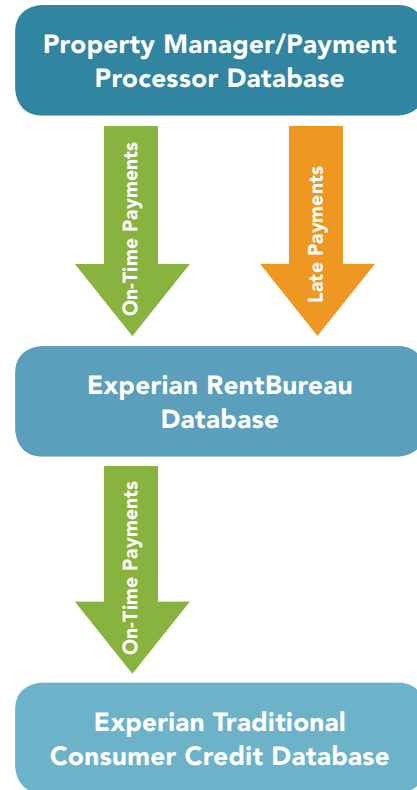 Property Manager/Payment
Processor Database
On-Time Payments
Late Payments
Experian RentBureau
Database
On-Time Payments
Experian Traditional
Consumer Credit Database